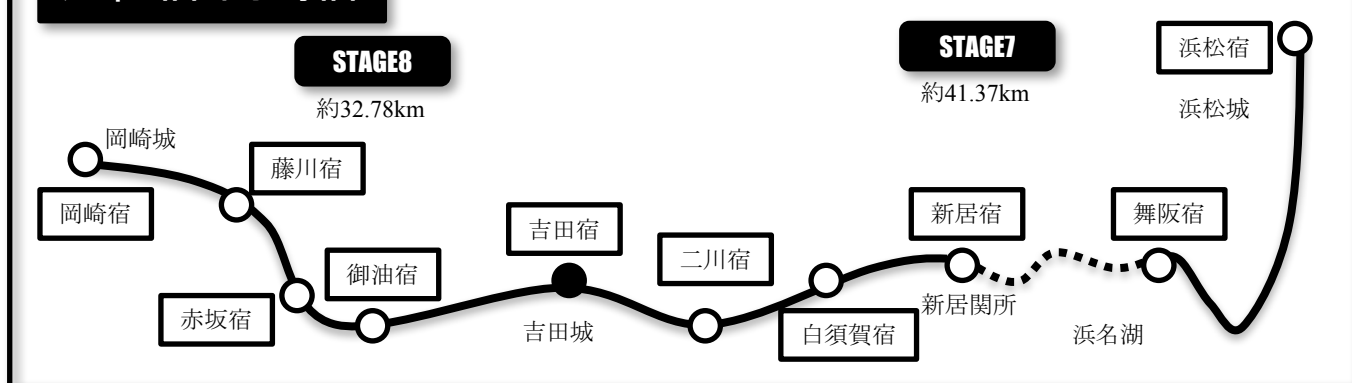 STAGE8
約32.78km
STAGE7
約41.37km
浜松宿
浜松城
岡崎城
岡崎宿
藤川宿
赤坂宿
御油宿
吉田宿
吉田城
二川宿
白須賀宿
新居宿
新居関所
舞阪宿
浜名湖